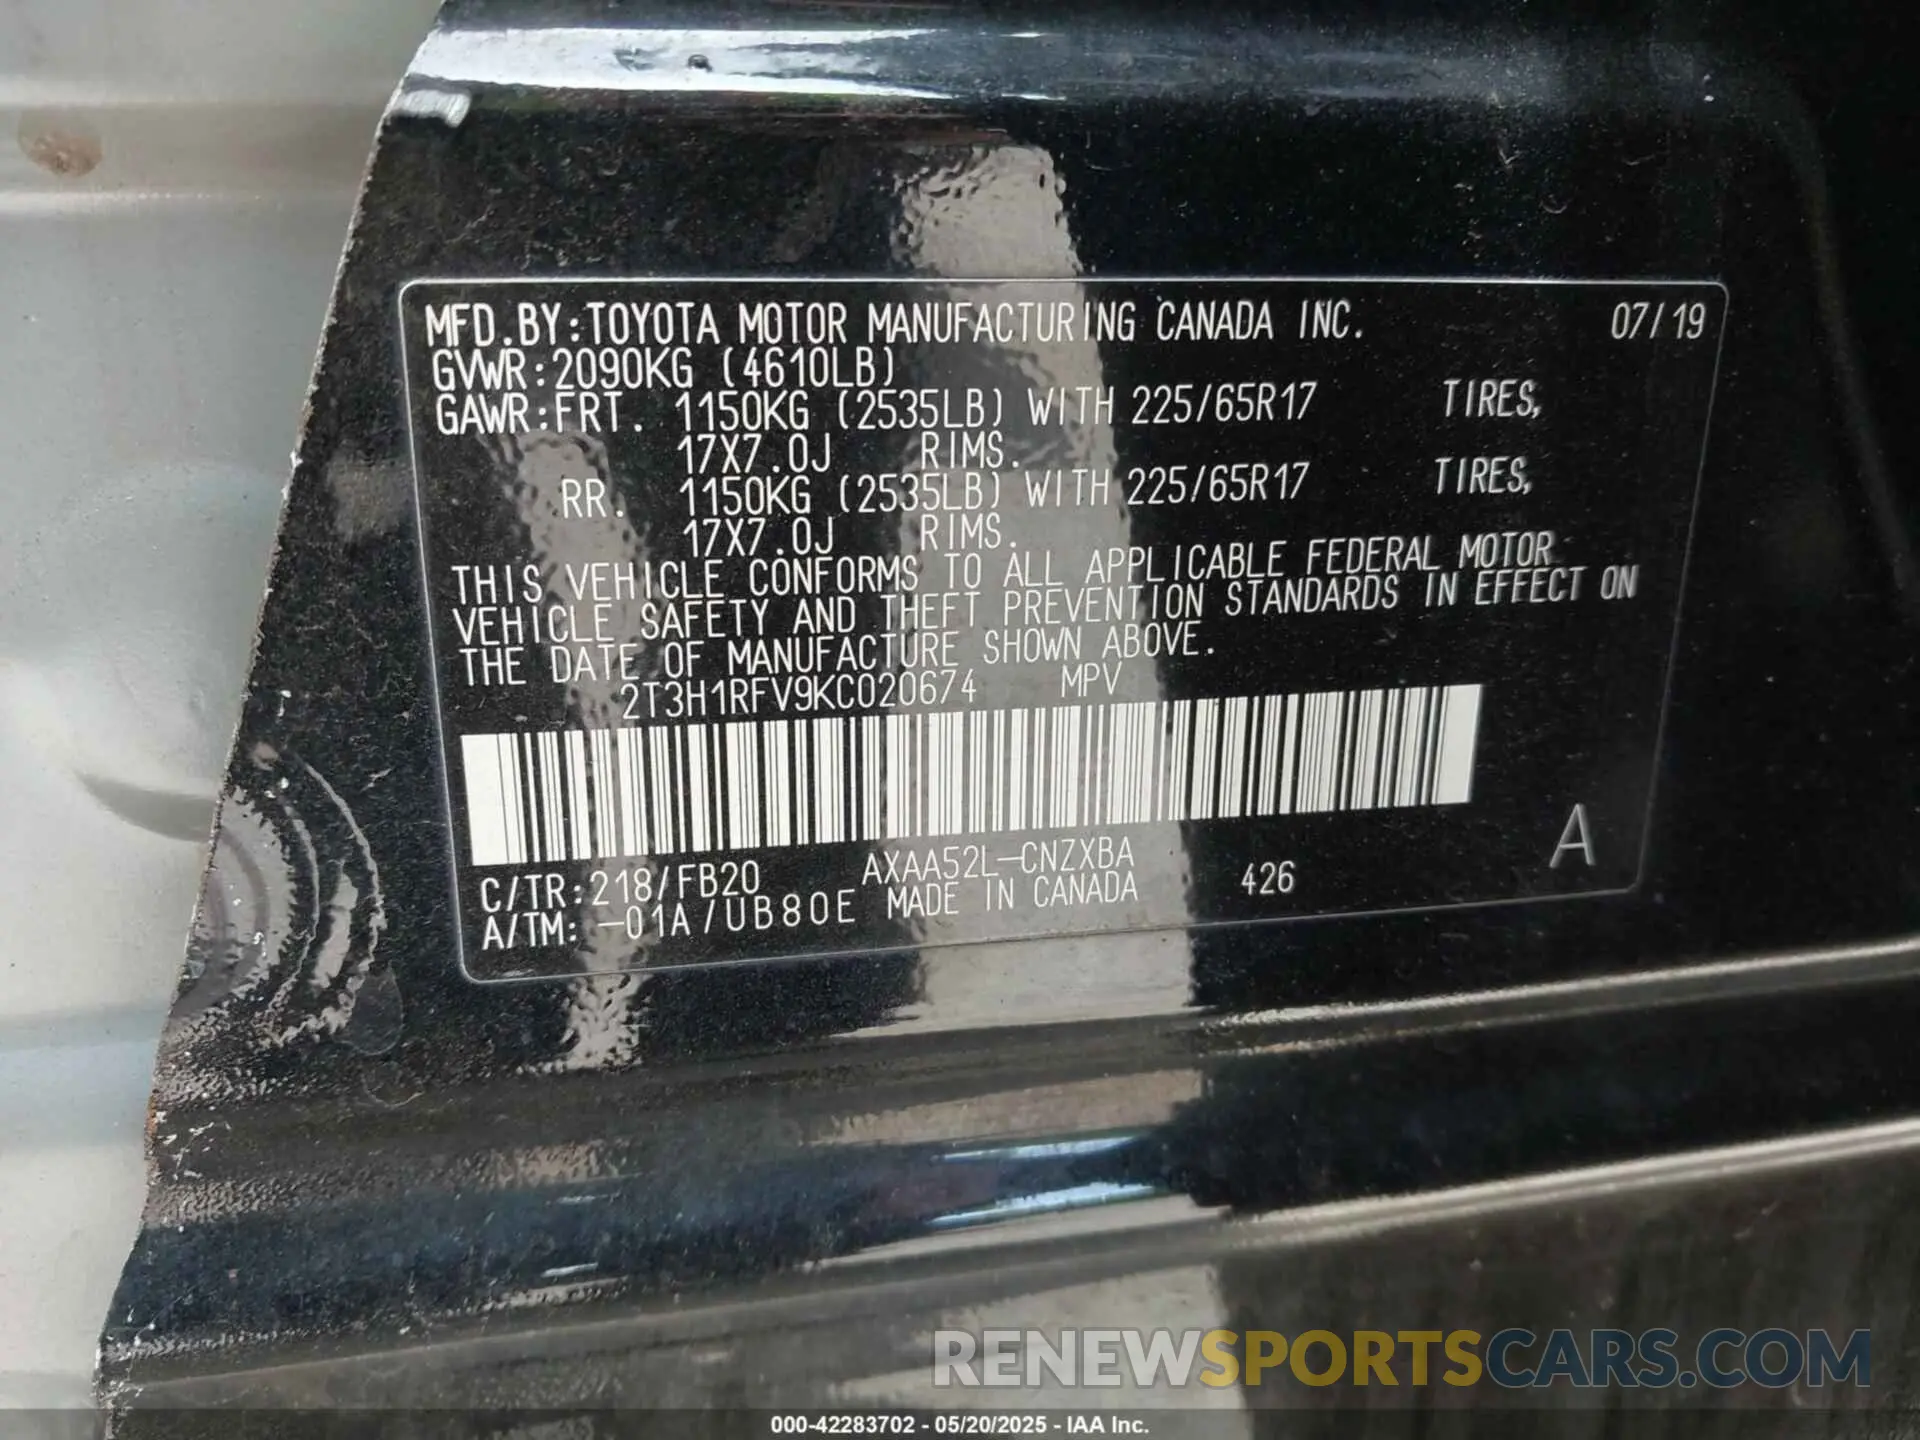 MFD.BY:TOYOTA MOTOR MANUFACTURING CANADA INC. 07/19
GVWR:2090KG (4610LB)
GAWR:FRT. 1150KG (2535LB) WITH 225/65R17 TIRES,
17X7.0J RIMS.
RR. 1150KG (2535LB) WITH 225/65R17 TIRES,
17X7.0J RIMS.
THIS VEHICLE CONFORMS TO ALL APPLICABLE FEDERAL MOTOR
VEHICLE SAFETY AND THEFT PREVENTION STANDARDS IN EFFECT ON
THE DATE OF MANUFACTURE SHOWN ABOVE.
2T3H1RFV9KC020674 MPV
C/TR:218/FB20 AXAA52L-CNZXBA 426 A
A/TM:-01A/UB80E MADE IN CANADA
RENEWSPORTSCARS.COM
000-42283702 - 05/20/2025 - IAA Inc.